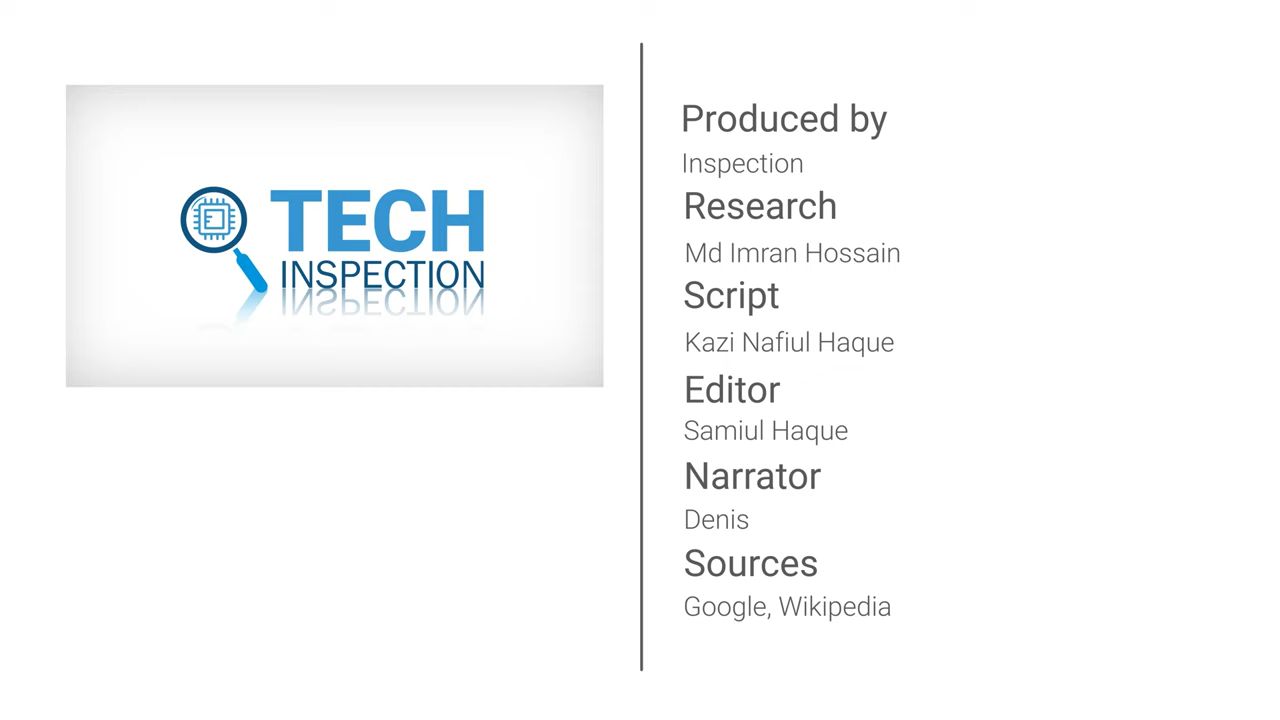 TECH
INSPECTION
Produced by
Inspection
Research
Md Imran Hossain
Script
Kazi Nafiul Haque
Editor
Samiul Haque
Narrator
Denis
Sources
Google, Wikipedia